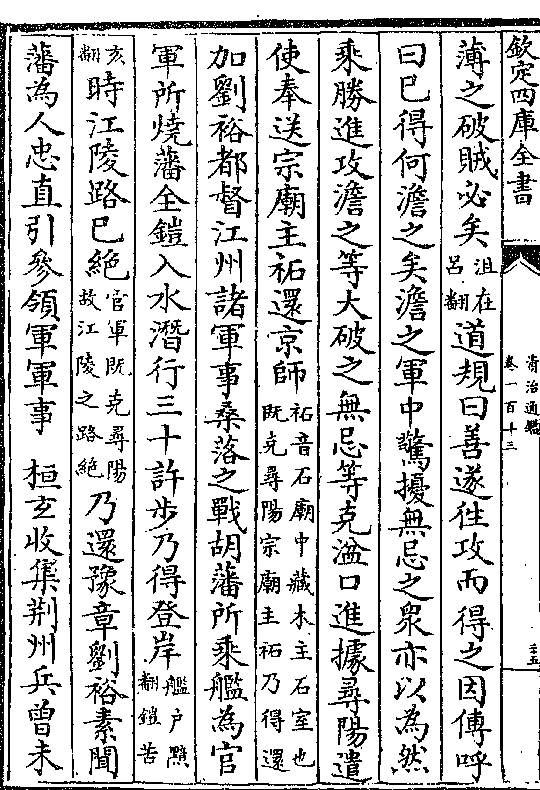 欽定四庫全書
資治通鑑
卷一百十三
三五
薄之破賊必矣沮在呂翻道規曰善遂往攻而得之因傳呼
曰已得何澹之矣澹之軍中驚擾無忌之衆亦以為然
乘勝進攻澹之等大破之無忌等克湓口進據尋陽遣
使奉送宗廟主祏還京師祏音石廟中藏木主石室也既克尋陽宗廟主祏乃得還
加劉裕都督江州諸軍事桑落之戰胡藩所乘艦為官
軍所燒藩全鎧入水潛行三十許步乃得登岸艦户黤翻鎧苦
亥翻時江陵路已絶官軍既克尋陽故江陵之路絶乃還豫章劉裕素聞
藩為人忠直引參領軍軍事 桓玄收集荆州兵曾未